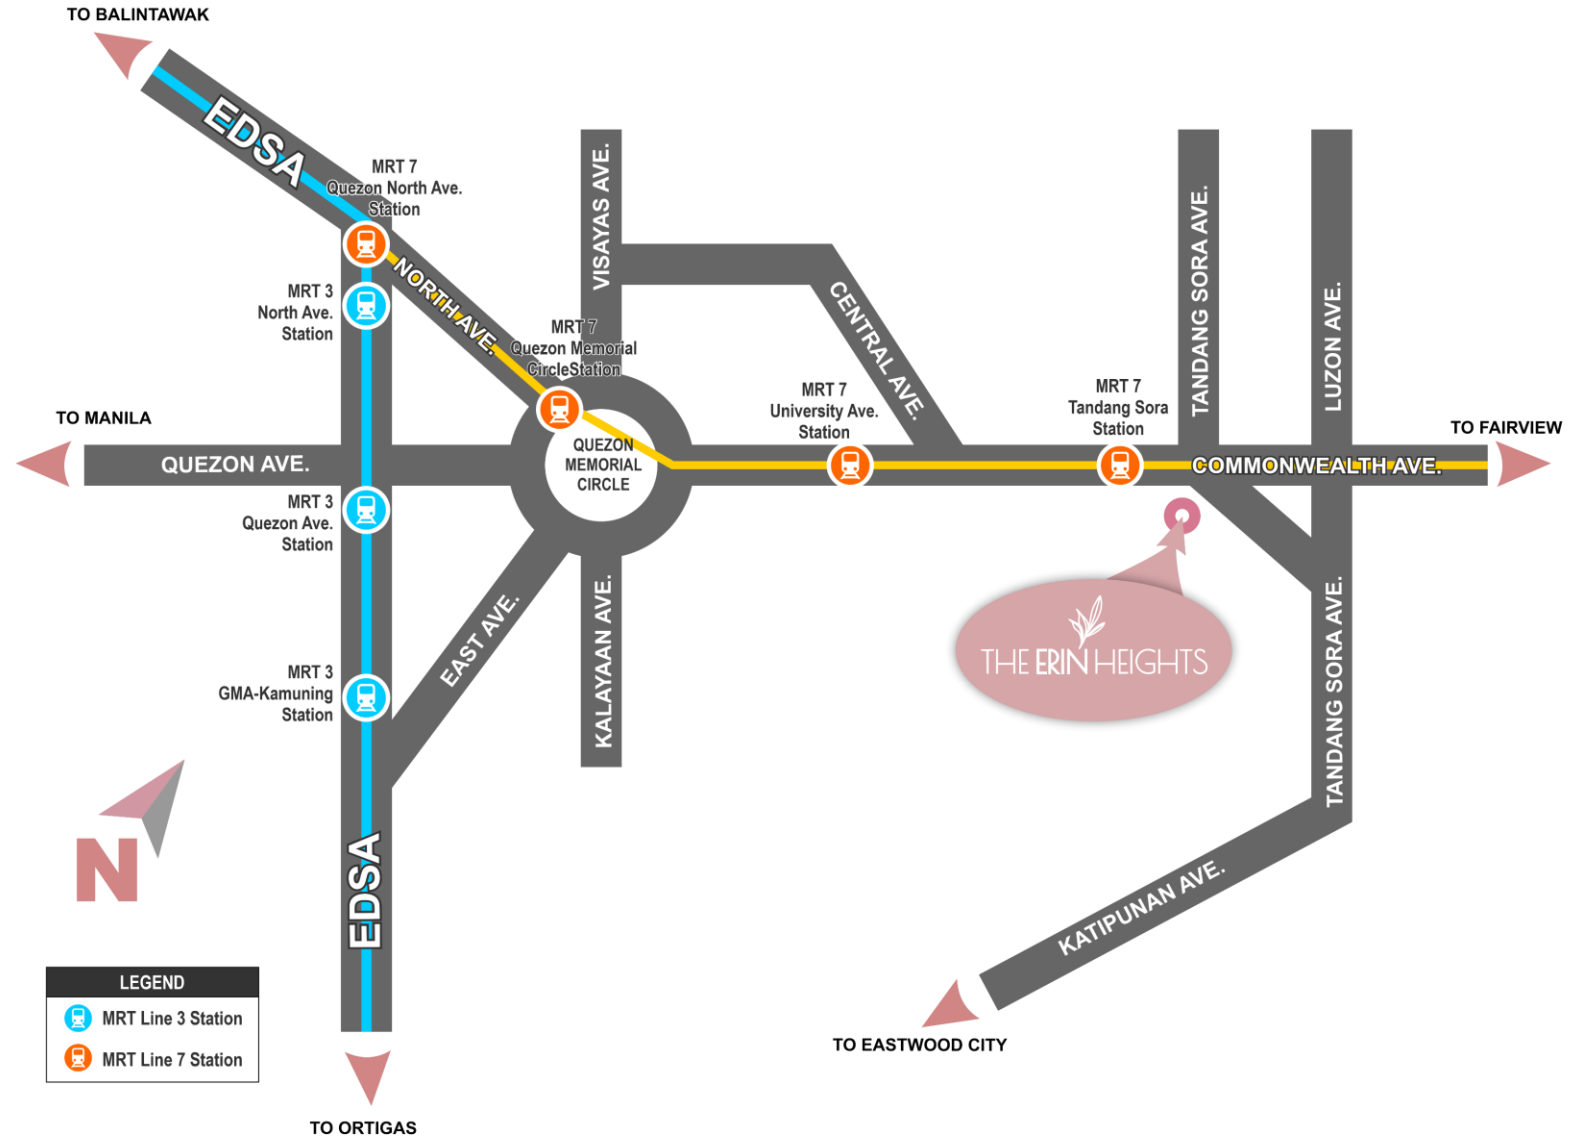 TO BALINTAWAK
EDSA
MRT 7
Quezon North Ave.
Station
MRT 3
North Ave.
Station
NORTH AVE.
VISAYAS AVE.
MRT 7
Quezon Memorial
CircleStation
CENTRAL AVE.
TANDANG SORA AVE.
LUZON AVE.
MRT 7
University Ave.
Station
MRT 7
Tandang Sora
Station
TO MANILA
TO FAIRVIEW
QUEZON AVE.
QUEZON
MEMORIAL
CIRCLE
COMMONWEALTH AVE.
MRT 3
Quezon Ave.
Station
EAST AVE.
KALAYAAN AVE.
THE ERIN HEIGHTS
TANDANG SORA AVE.
MRT 3
GMA-Kamuning
Station
N
EDSA
KATIPUNAN AVE.
LEGEND
MRT Line 3 Station
MRT Line 7 Station
TO EASTWOOD CITY
TO ORTIGAS